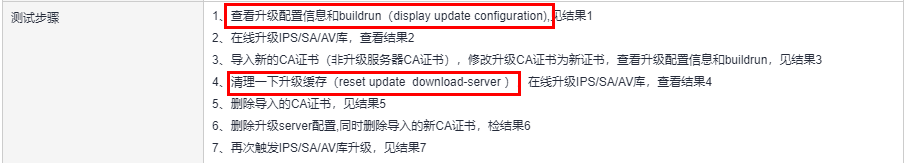 测试步骤
1、查看升级配置信息和buildrun（display update configuration),见结果1
2、在线升级IPS/SA/AV库，查看结果2
3、导入新的CA证书（非升级服务器CA证书），修改升级CA证书为新证书，查看升级配置信息和buildrun，见结果3
4、清理一下升级缓存（reset update download-server ） 在线升级IPS/SA/AV库，查看结果4
5、删除导入的CA证书，见结果5
6、删除升级server配置,同时删除导入的新CA证书，检结果6
7、再次触发IPS/SA/AV库升级，见结果7